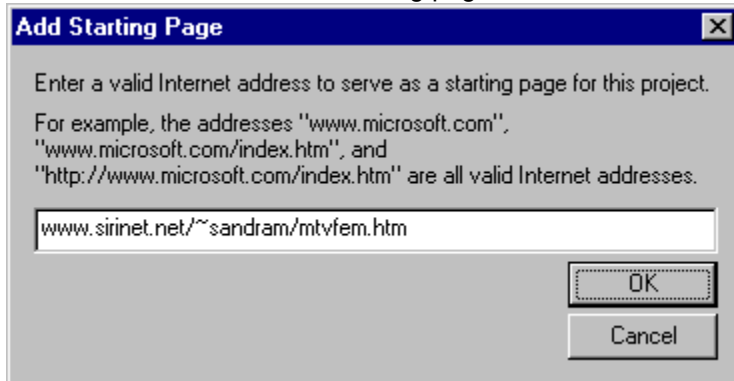 Add Starting Page
Enter a valid Internet address to serve as a starting page for this project.
For example, the addresses "www.microsoft.com",
"www.microsoft.com/index.htm", and
"http://www.microsoft.com/index.htm" are all valid Internet addresses.
www.sirinet.net/~sandram/mtvfem.htm
OK
Cancel